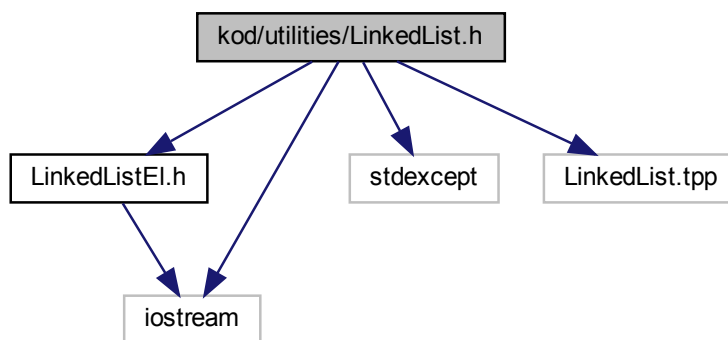 kod/utilities/LinkedList.h
LinkedListEl.h
stdexcept
LinkedList.tpp
iostream